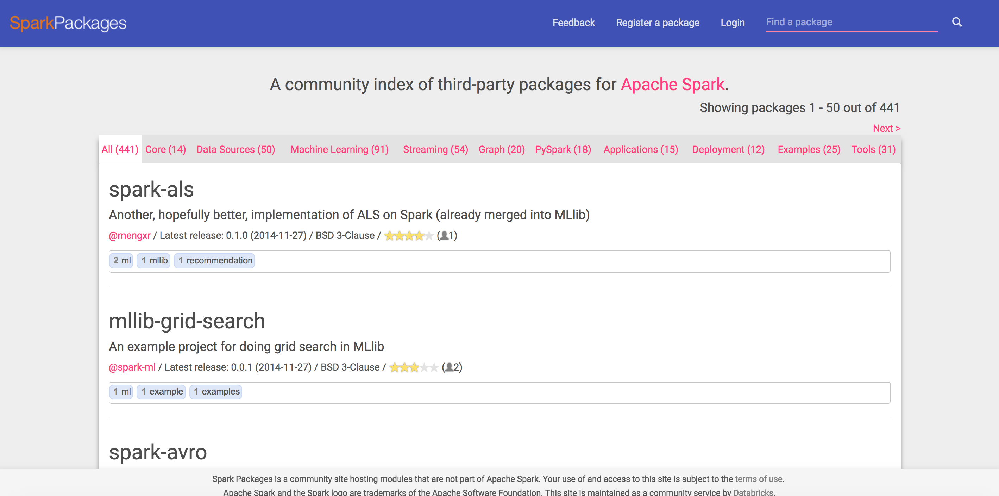 SparkPackages Feedback Register a package Login Find a package
A community index of third-party packages for Apache Spark.
Showing packages 1 - 50 out of 441
Next >
All (441) Core (14) Data Sources (50) Machine Learning (91) Streaming (54) Graph (20) PySpark (18) Applications (15) Deployment (12) Examples (25) Tools (31)
spark-als
Another, hopefully better, implementation of ALS on Spark (already merged into MLlib)
@mengxr / Latest release: 0.1.0 (2014-11-27) / BSD 3-Clause / (1)
2 ml 1 mllib 1 recommendation
mllib-grid-search
An example project for doing grid search in MLlib
@spark-ml / Latest release: 0.0.1 (2014-11-27) / BSD 3-Clause / (2)
1 ml 1 example 1 examples
spark-avro
Spark Packages is a community site hosting modules that are not part of Apache Spark. Your use of and access to this site is subject to the terms of use.
Apache Spark and the Spark logo are trademarks of the Apache Software Foundation. This site is maintained as a community service by Databricks.